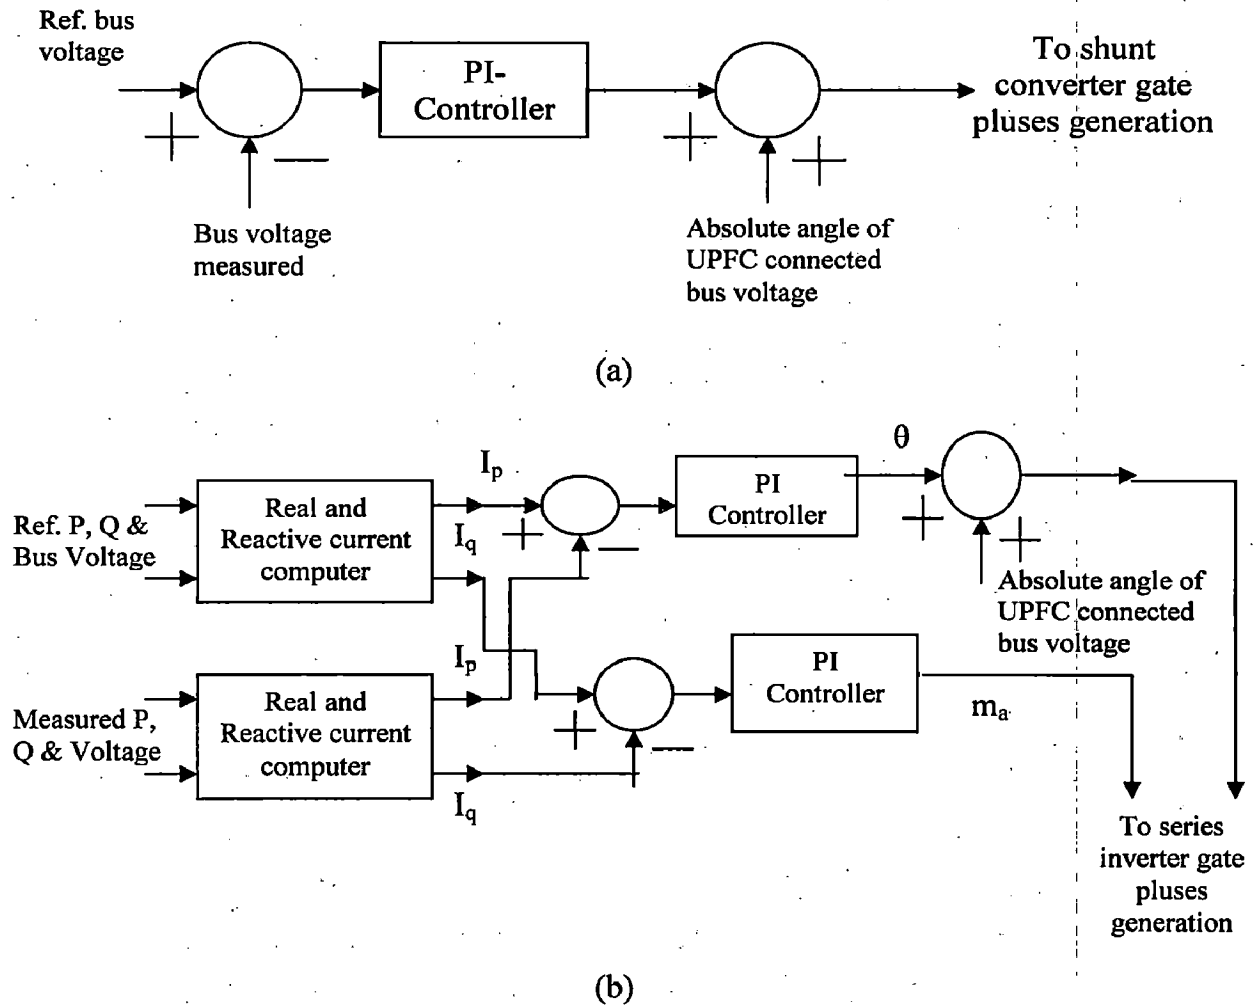 Ref. bus
voltage
PI-
Controller
To shunt
converter gate
pluses generation
+
−
+
+
Bus voltage
measured
Absolute angle of
UPFC connected
bus voltage
(a)
Ref. P, Q &
Bus Voltage
Real and
Reactive current
computer
Ip
Iq
+
−
PI
Controller
θ
+
+
Absolute angle of
UPFC connected
bus voltage
Measured P,
Q & Voltage
Real and
Reactive current
computer
Ip
Iq
+
−
PI
Controller
ma
To series
inverter gate
pluses
generation
(b)